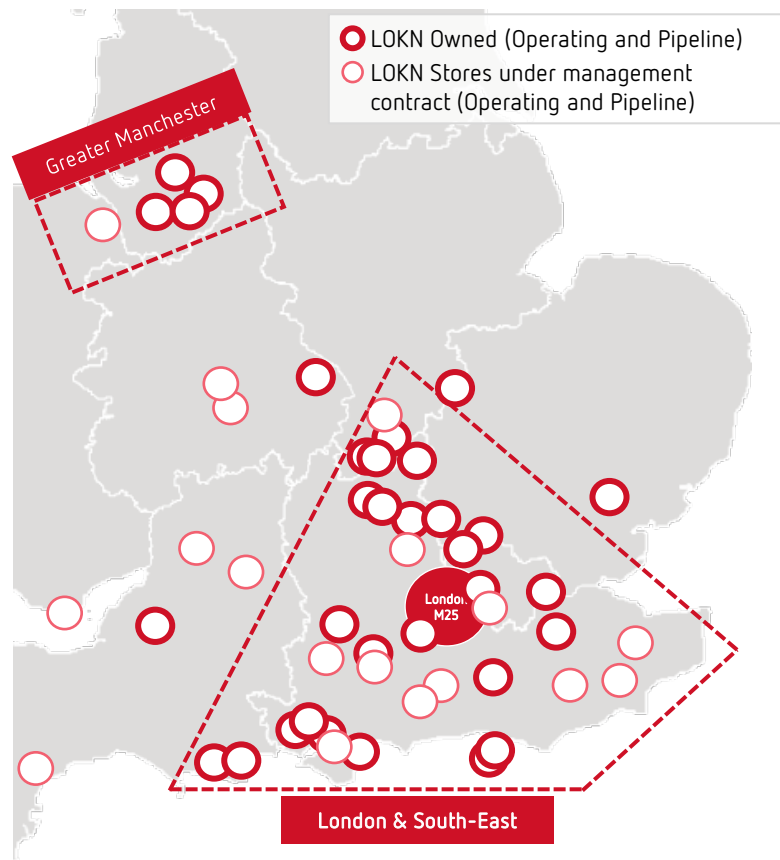 LOKN Owned (Operating and Pipeline)
LOKN Stores under management
contract (Operating and Pipeline)
Greater Manchester
London
M25
London & South-East